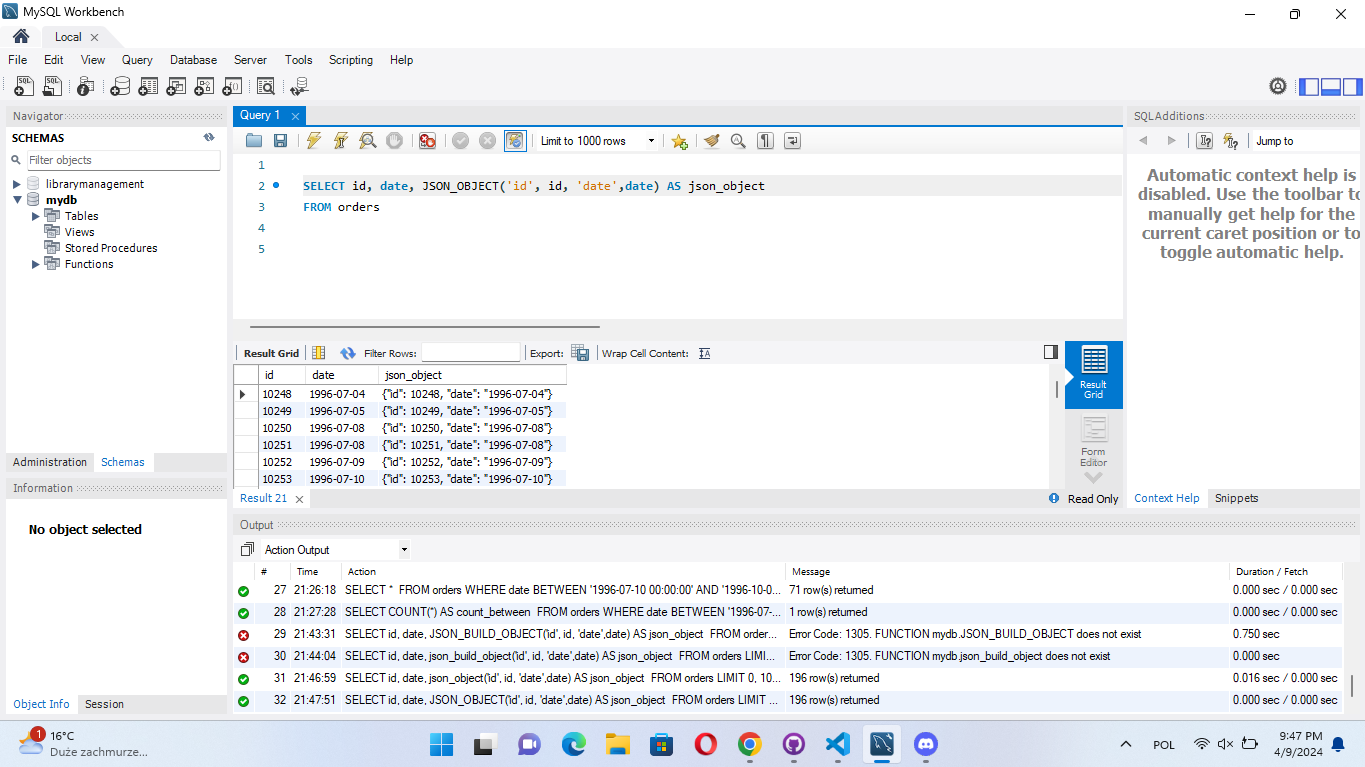 MySQL Workbench
Local
File Edit View Query Database Server Tools Scripting Help
Navigator
SCHEMAS
Filter objects
librarymanagement
mydb
Tables
Views
Stored Procedures
Functions
Administration Schemas
Information
No object selected
Object Info Session
Query 1
Limit to 1000 rows
1
2 SELECT id, date, JSON_OBJECT('id', id, 'date',date) AS json_object
3 FROM orders
4
5
Result Grid Filter Rows: Export: Wrap Cell Content:
id date json_object
10248 1996-07-04 {"id": 10248, "date": "1996-07-04"}
10249 1996-07-05 {"id": 10249, "date": "1996-07-05"}
10250 1996-07-08 {"id": 10250, "date": "1996-07-08"}
10251 1996-07-08 {"id": 10251, "date": "1996-07-08"}
10252 1996-07-09 {"id": 10252, "date": "1996-07-09"}
10253 1996-07-10 {"id": 10253, "date": "1996-07-10"}
Result
Grid
Form
Editor
Result 21
Read Only
SQLAdditions
Jump to
Automatic context help is
disabled. Use the toolbar to
manually get help for the
current caret position or to
toggle automatic help.
Context Help Snippets
Output
Action Output
# Time Action Message Duration / Fetch
27 21:26:18 SELECT * FROM orders WHERE date BETWEEN '1996-07-10 00:00:00' AND '1996-10-0... 71 row(s) returned 0.000 sec / 0.000 sec
28 21:27:28 SELECT COUNT(*) AS count_between FROM orders WHERE date BETWEEN '1996-07-... 1 row(s) returned 0.000 sec / 0.000 sec
29 21:43:31 SELECT id, date, JSON_BUILD_OBJECT('id', id, 'date',date) AS json_object FROM order... Error Code: 1305. FUNCTION mydb.JSON_BUILD_OBJECT does not exist 0.750 sec
30 21:44:04 SELECT id, date, json_build_object('id', id, 'date',date) AS json_object FROM orders LIMI... Error Code: 1305. FUNCTION mydb.json_build_object does not exist 0.000 sec
31 21:46:59 SELECT id, date, json_object('id', id, 'date',date) AS json_object FROM orders LIMIT 0, 10... 196 row(s) returned 0.016 sec / 0.000 sec
32 21:47:51 SELECT id, date, JSON_OBJECT('id', id, 'date',date) AS json_object FROM orders LIMIT ... 196 row(s) returned 0.000 sec / 0.000 sec
1
16°C
Duże zachmurze...
POL
9:47 PM
4/9/2024